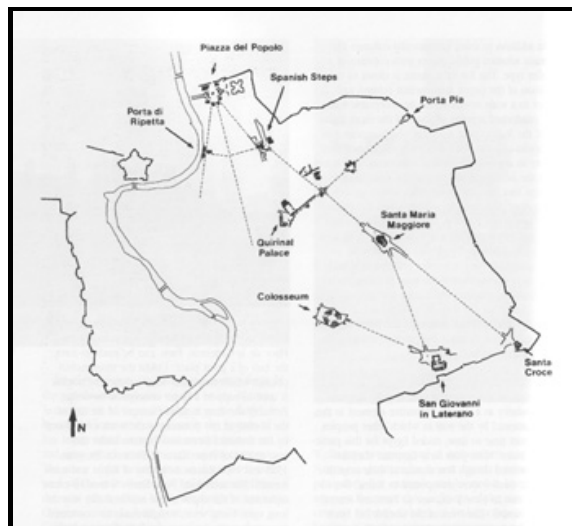 Piazza del Popolo
Spanish Steps
Porta Pia
Porta di
Ripetta
Santa Maria
Maggiore
Quirinal
Palace
Colosseum
Santa
Croce
San Giovanni
in Laterano
N